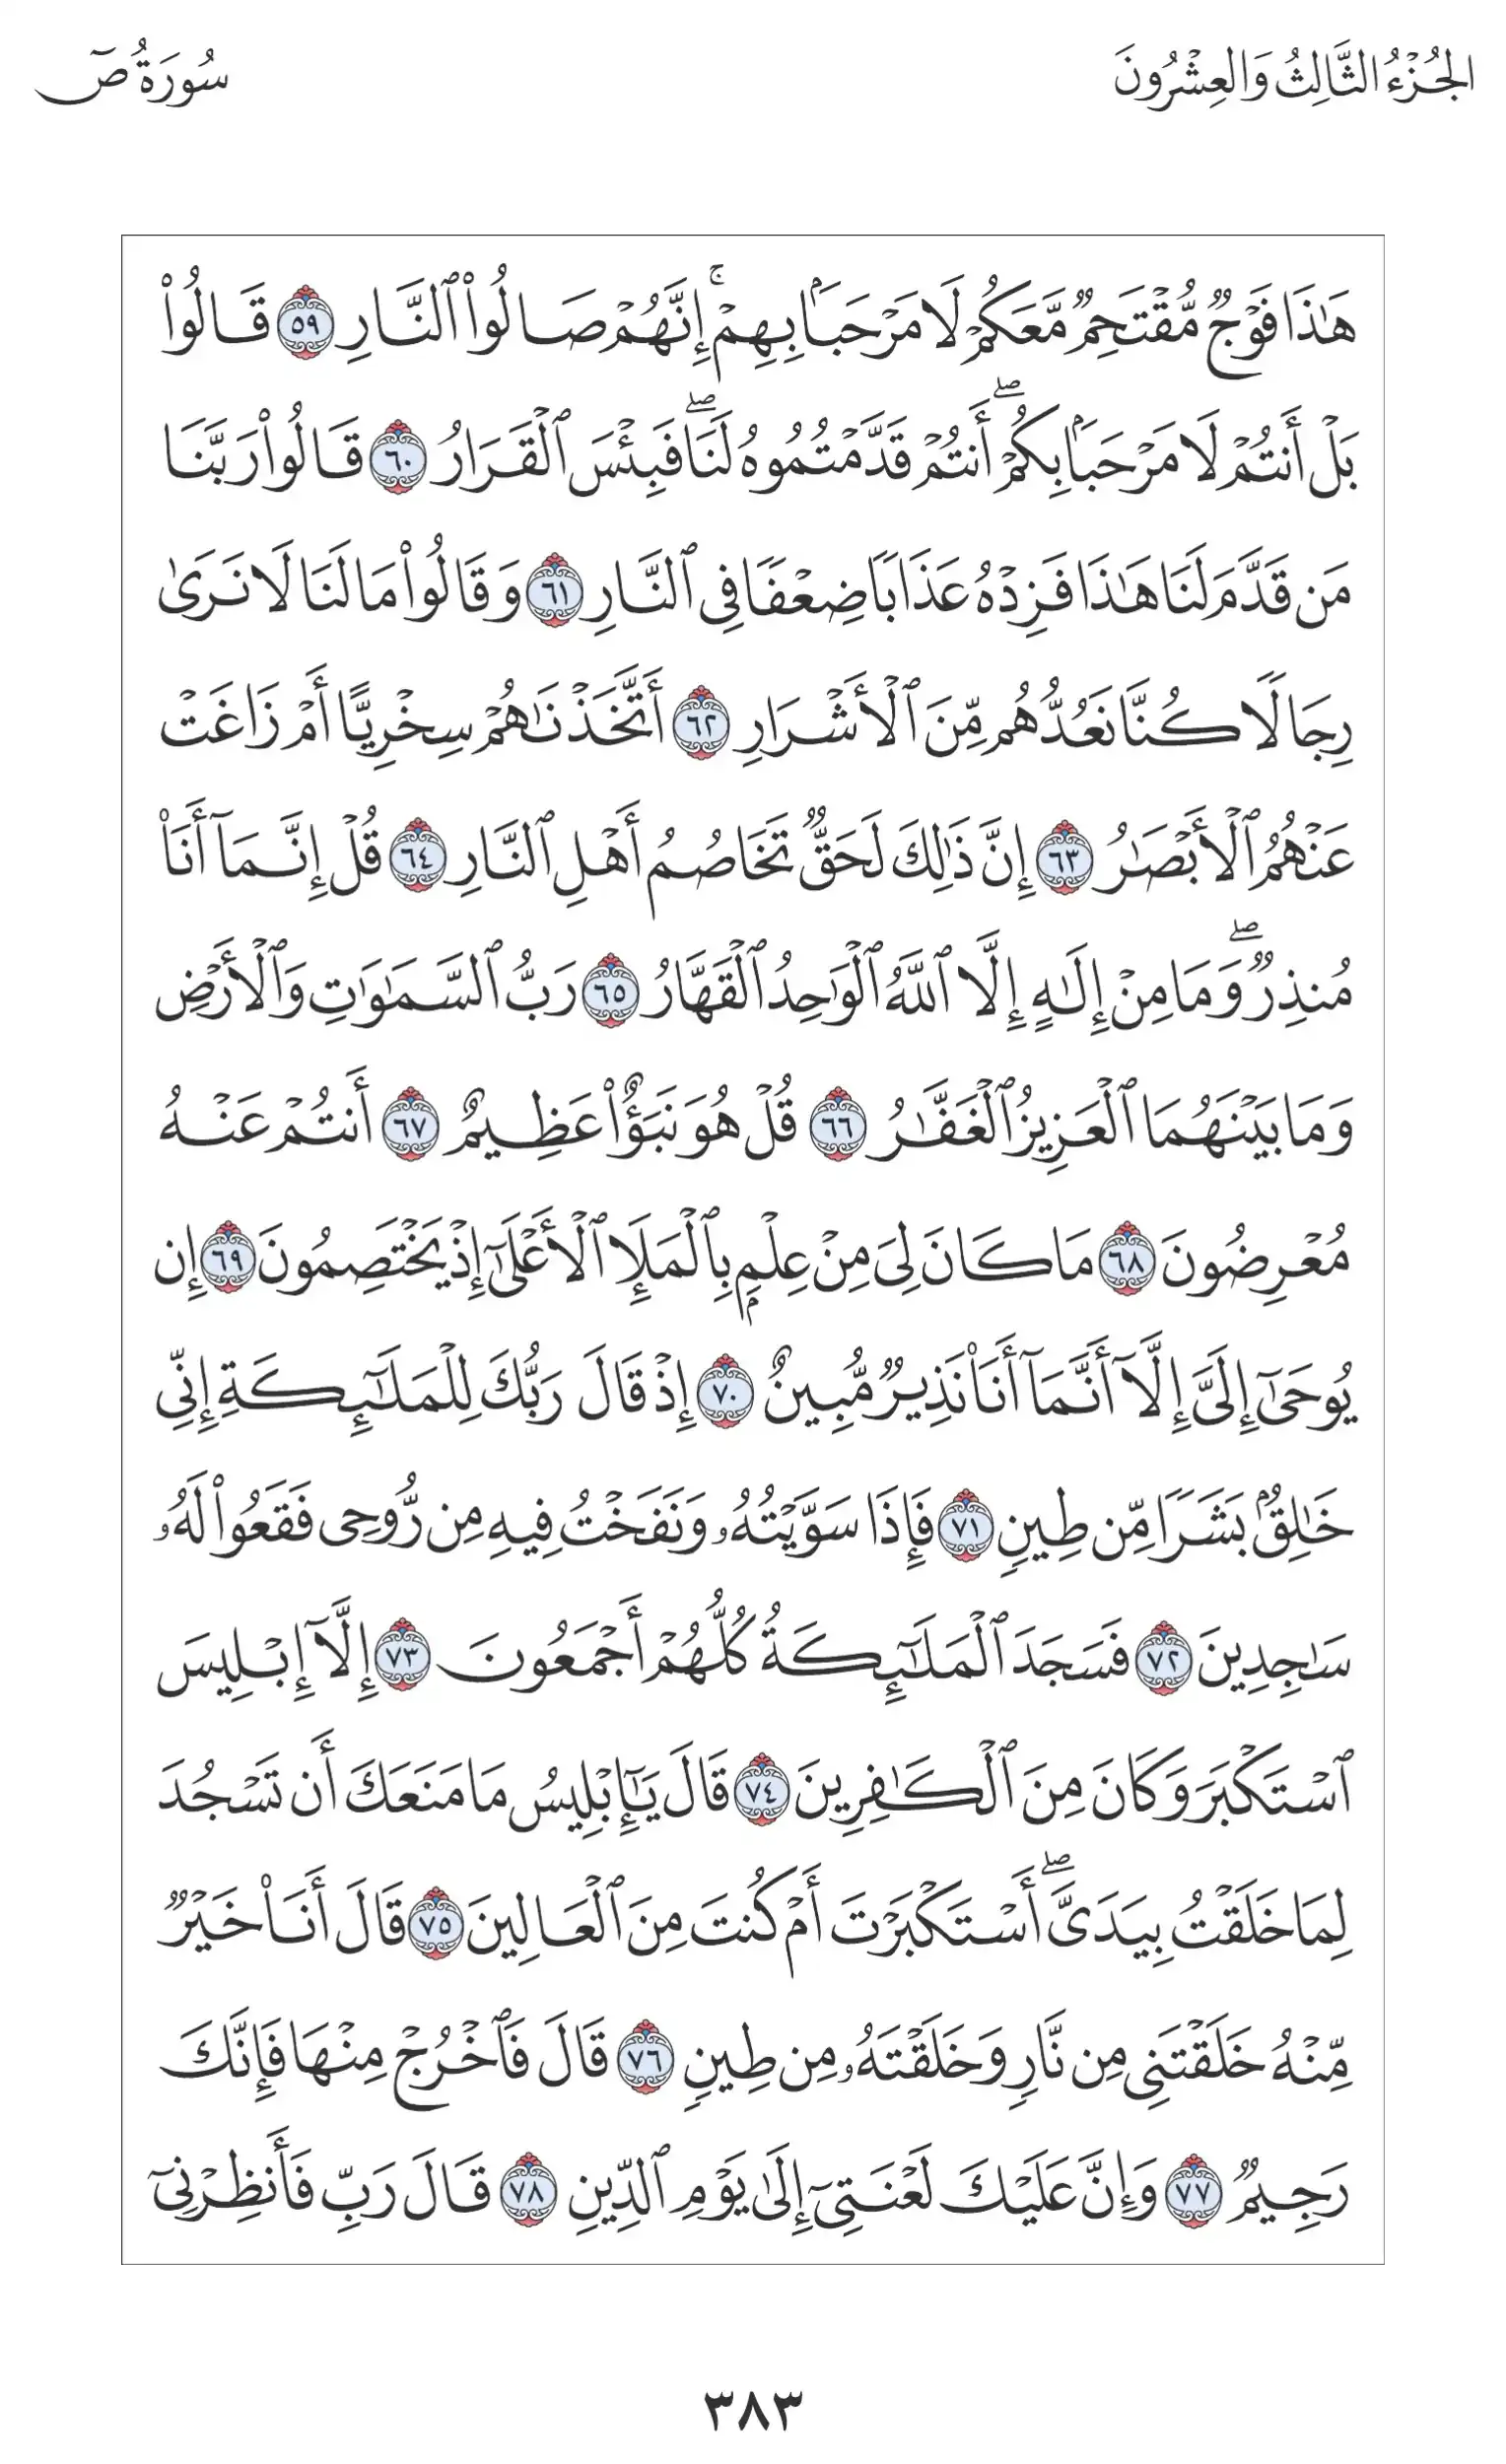 الجُزْءُ الثَّالِثُ وَالعِشْرُونَ
سُورَةُ صٓ
هَٰذَا فَوْجٌ مُّقْتَحِمٌ مَّعَكُمْ لَا مَرْحَبَۢا بِهِمْۚ إِنَّهُمْ صَالُوا۟ ٱلنَّارِ ٥٩ قَالُوا۟
بَلْ أَنتُمْ لَا مَرْحَبَۢا بِكُمْۖ أَنتُمْ قَدَّمْتُمُوهُ لَنَاۖ فَبِئْسَ ٱلْقَرَارُ ٦٠ قَالُوا۟ رَبَّنَا
مَن قَدَّمَ لَنَا هَٰذَا فَزِدْهُ عَذَابًا ضِعْفًا فِى ٱلنَّارِ ٦١ وَقَالُوا۟ مَا لَنَا لَا نَرَىٰ
رِجَالًا كُنَّا نَعُدُّهُم مِّنَ ٱلْأَشْرَارِ ٦٢ أَتَّخَذْنَٰهُمْ سِخْرِيًّا أَمْ زَاغَتْ
عَنْهُمُ ٱلْأَبْصَٰرُ ٦٣ إِنَّ ذَٰلِكَ لَحَقٌّ تَخَاصُمُ أَهْلِ ٱلنَّارِ ٦٤ قُلْ إِنَّمَآ أَنَا۠
مُنذِرٌۖ وَمَا مِنْ إِلَٰهٍ إِلَّا ٱللَّهُ ٱلْوَٰحِدُ ٱلْقَهَّارُ ٦٥ رَبُّ ٱلسَّمَٰوَٰتِ وَٱلْأَرْضِ
وَمَا بَيْنَهُمَا ٱلْعَزِيزُ ٱلْغَفَّٰرُ ٦٦ قُلْ هُوَ نَبَؤٌا۟ عَظِيمٌ ٦٧ أَنتُمْ عَنْهُ
مُعْرِضُونَ ٦٨ مَا كَانَ لِىَ مِنْ عِلْمٍۭ بِٱلْمَلَإِ ٱلْأَعْلَىٰٓ إِذْ يَخْتَصِمُونَ ٦٩ إِن
يُوحَىٰٓ إِلَىَّ إِلَّآ أَنَّمَآ أَنَا۠ نَذِيرٌ مُّبِينٌ ٧٠ إِذْ قَالَ رَبُّكَ لِلْمَلَٰٓئِكَةِ إِنِّى
خَٰلِقٌۢ بَشَرًا مِّن طِينٍ ٧١ فَإِذَا سَوَّيْتُهُۥ وَنَفَخْتُ فِيهِ مِن رُّوحِى فَقَعُوا۟ لَهُۥ
سَٰجِدِينَ ٧٢ فَسَجَدَ ٱلْمَلَٰٓئِكَةُ كُلُّهُمْ أَجْمَعُونَ ٧٣ إِلَّآ إِبْلِيسَ
ٱسْتَكْبَرَ وَكَانَ مِنَ ٱلْكَٰفِرِينَ ٧٤ قَالَ يَٰٓإِبْلِيسُ مَا مَنَعَكَ أَن تَسْجُدَ
لِمَا خَلَقْتُ بِيَدَىَّۖ أَسْتَكْبَرْتَ أَمْ كُنتَ مِنَ ٱلْعَالِينَ ٧٥ قَالَ أَنَا۠ خَيْرٌ
مِّنْهُ خَلَقْتَنِى مِن نَّارٍ وَخَلَقْتَهُۥ مِن طِينٍ ٧٦ قَالَ فَٱخْرُجْ مِنْهَا فَإِنَّكَ
رَجِيمٌ ٧٧ وَإِنَّ عَلَيْكَ لَعْنَتِىٓ إِلَىٰ يَوْمِ ٱلدِّينِ ٧٨ قَالَ رَبِّ فَأَنظِرْنِىٓ
٣٨٣